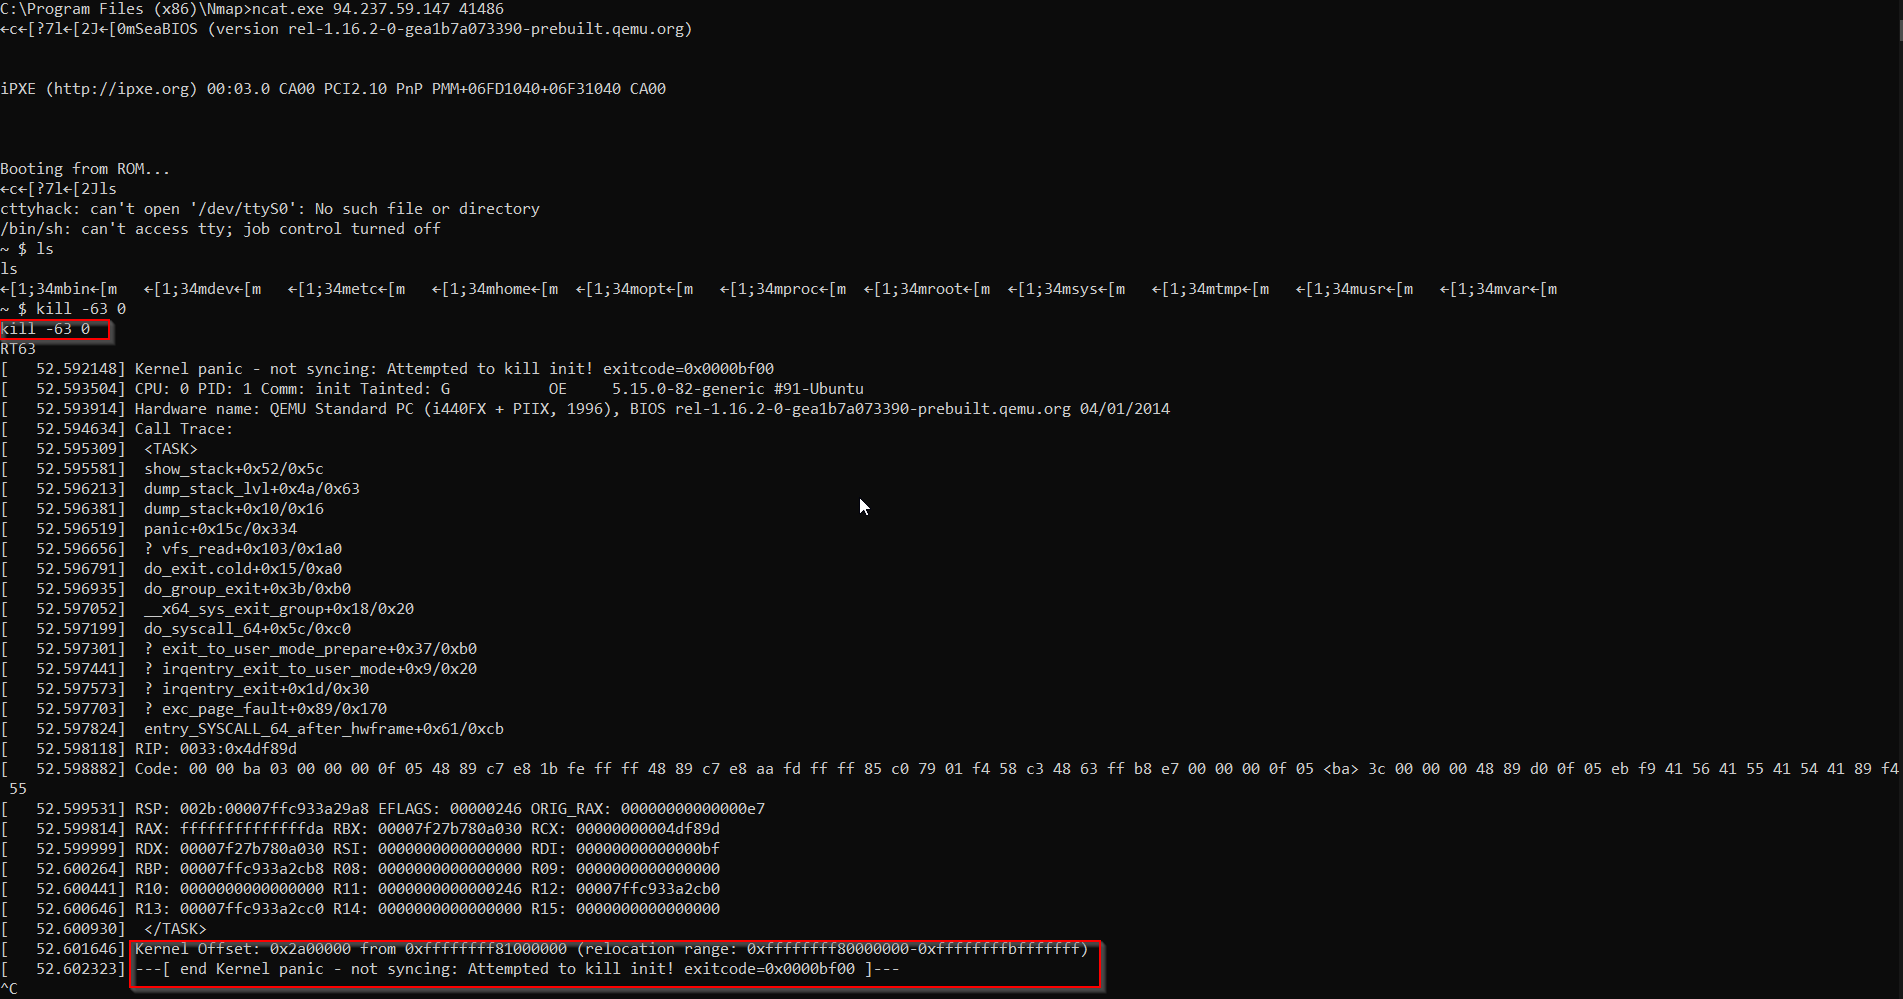 C:\Program Files (x86)\Nmap>ncat.exe 94.237.59.147 41486
←c←[?7l←[2J←[0mSeaBIOS (version rel-1.16.2-0-gea1b7a073390-prebuilt.qemu.org)
iPXE (http://ipxe.org) 00:03.0 CA00 PCI2.10 PnP PMM+06FD1040+06F31040 CA00
Booting from ROM...
←c←[?7l←[2Jls
cttyhack: can't open '/dev/ttyS0': No such file or directory
/bin/sh: can't access tty; job control turned off
~ $ ls
ls
←[1;34mbin←[m   ←[1;34mdev←[m   ←[1;34metc←[m   ←[1;34mhome←[m  ←[1;34mopt←[m   ←[1;34mproc←[m  ←[1;34mroot←[m  ←[1;34msys←[m   ←[1;34mtmp←[m   ←[1;34musr←[m   ←[1;34mvar←[m
~ $ kill -63 0
kill -63 0
RT63
[   52.592148] Kernel panic - not syncing: Attempted to kill init! exitcode=0x0000bf00
[   52.593504] CPU: 0 PID: 1 Comm: init Tainted: G           OE     5.15.0-82-generic #91-Ubuntu
[   52.593914] Hardware name: QEMU Standard PC (i440FX + PIIX, 1996), BIOS rel-1.16.2-0-gea1b7a073390-prebuilt.qemu.org 04/01/2014
[   52.594634] Call Trace:
[   52.595309]  <TASK>
[   52.595581]  show_stack+0x52/0x5c
[   52.596213]  dump_stack_lvl+0x4a/0x63
[   52.596381]  dump_stack+0x10/0x16
[   52.596519]  panic+0x15c/0x334
[   52.596656]  ? vfs_read+0x103/0x1a0
[   52.596791]  do_exit.cold+0x15/0xa0
[   52.596935]  do_group_exit+0x3b/0xb0
[   52.597052]  __x64_sys_exit_group+0x18/0x20
[   52.597199]  do_syscall_64+0x5c/0xc0
[   52.597301]  ? exit_to_user_mode_prepare+0x37/0xb0
[   52.597441]  ? irqentry_exit_to_user_mode+0x9/0x20
[   52.597573]  ? irqentry_exit+0x1d/0x30
[   52.597703]  ? exc_page_fault+0x89/0x170
[   52.597824]  entry_SYSCALL_64_after_hwframe+0x61/0xcb
[   52.598118] RIP: 0033:0x4df89d
[   52.598882] Code: 00 00 ba 03 00 00 00 0f 05 48 89 c7 e8 1b fe ff ff 48 89 c7 e8 aa fd ff ff 85 c0 79 01 f4 58 c3 48 63 ff b8 e7 00 00 00 0f 05 <ba> 3c 00 00 00 48 89 d0 0f 05 eb f9 41 56 41 55 41 54 41 89 f4
55
[   52.599531] RSP: 002b:00007ffc933a29a8 EFLAGS: 00000246 ORIG_RAX: 00000000000000e7
[   52.599814] RAX: ffffffffffffffda RBX: 00007f27b780a030 RCX: 00000000004df89d
[   52.599999] RDX: 00007f27b780a030 RSI: 0000000000000000 RDI: 00000000000000bf
[   52.600264] RBP: 00007ffc933a2cb8 R08: 0000000000000000 R09: 0000000000000000
[   52.600441] R10: 0000000000000000 R11: 0000000000000246 R12: 00007ffc933a2cb0
[   52.600646] R13: 00007ffc933a2cc0 R14: 0000000000000000 R15: 0000000000000000
[   52.600930]  </TASK>
[   52.601646] Kernel Offset: 0x2a00000 from 0xffffffff81000000 (relocation range: 0xffffffff80000000-0xffffffffbfffffff)
[   52.602323] ---[ end Kernel panic - not syncing: Attempted to kill init! exitcode=0x0000bf00 ]---
^C